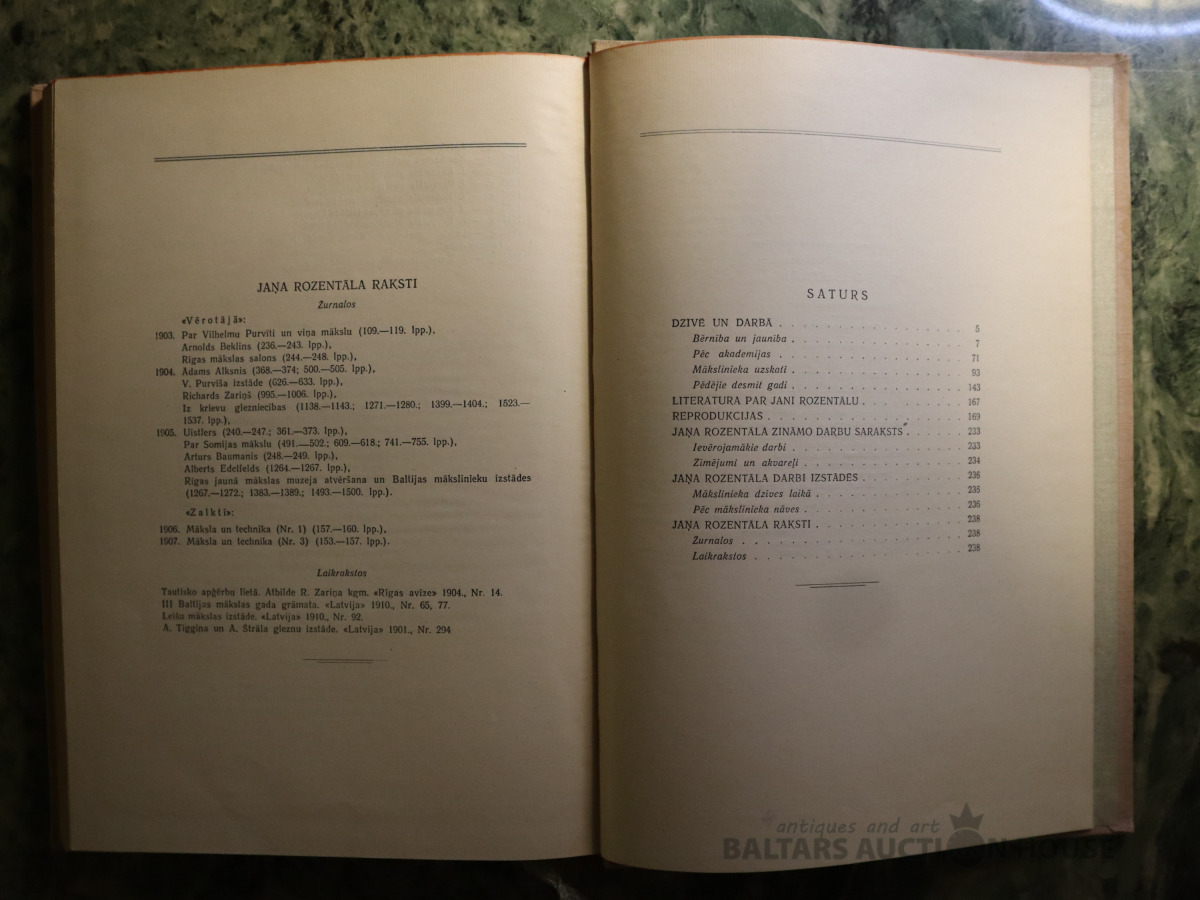 JAŅA ROZENTĀLA RAKSTI
Žurnalos
«Vērotājā»:
1903. Par Vilhelmu Purvīti un viņa mākslu (109.—119. lpp.),
Arnolds Beklins (236.—243. lpp.),
Rīgas mākslas salons (244.—248. lpp.),
1904. Ādams Alksnis (368.—374; 500.—505. lpp.),
V. Purviša izstāde (626.—633. lpp.),
Richards Zariņš (995.—1006. lpp.),
Iz krievu glezniecības (1138.—1143.; 1271.—1280.; 1399.—1404.; 1523.—
1537. lpp.),
1905. Uistlers (240.—247.; 361.—373. lpp.),
Par Somijas mākslu (491.—502.; 609.—618.; 741.—755. lpp.),
Arturs Baumanis (248.—249. lpp.),
Alberts Edelfelds (1264.—1267. lpp.),
Rīgas jaunā mākslas muzeja atvēršana un Baltijas mākslinieku izstādes
(1267.—1272.; 1383.—1389.; 1493.—1500. lpp.).
«Zalkti»:
1906. Māksla un technika (Nr. 1) (157.—160. lpp.),
1907. Māksla un technika (Nr. 3) (153.—157. lpp.).
Laikrakstos
Tautisko apģērbu lietā. Atbilde R. Zariņa kgm. «Rīgas avize» 1904., Nr. 14.
III Baltijas mākslas gada grāmata. «Latvija» 1910., Nr. 65, 77.
Leišu mākslas izstāde. «Latvija» 1910., Nr. 92.
A. Tiggina un A. Štrāla gleznu izstāde. «Latvija» 1901., Nr. 294
SATURS
DZĪVE UN DARBĀ . . . . . . . . . . . . . . . 5
Bērnība un jaunība . . . . . . . . . . . . . . 7
Pēc akademijas . . . . . . . . . . . . . . . 71
Mākslinieka uzskati . . . . . . . . . . . . . . 93
Pēdējie desmit gadi . . . . . . . . . . . . . . 143
LITERATURA PAR JANI ROZENTALU . . . . . . . . 167
REPRODUKCIJAS . . . . . . . . . . . . . . . . 169
JAŅA ROZENTĀLA ZINĀMO DARBU SARAKSTS . . . . . 233
Ievērojamākie darbi . . . . . . . . . . . . . . 233
Zīmējumi un akvareļi . . . . . . . . . . . . . 234
JAŅA ROZENTĀLA DARBI IZSTĀDĒS . . . . . . . . 235
Mākslinieka dzīves laikā . . . . . . . . . . . . 235
Pēc mākslinieka nāves . . . . . . . . . . . . . 236
JAŅA ROZENTĀLA RAKSTI . . . . . . . . . . . . 238
Žurnalos . . . . . . . . . . . . . . . . . 238
Laikrakstos . . . . . . . . . . . . . . . . 238
antiques and art
BALTARS AUCTION HOUSE